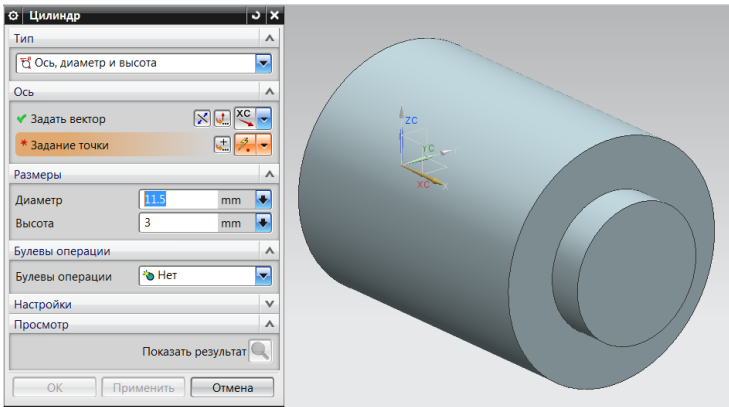 Цилиндр
Тип
Ось, диаметр и высота
Ось
Задать вектор
XC
* Задание точки
Размеры
Диаметр 11.5 mm
Высота 3 mm
Булевы операции
Булевы операции Нет
Настройки
Просмотр
Показать результат
OK Применить Отмена
ZC
YC
XC X